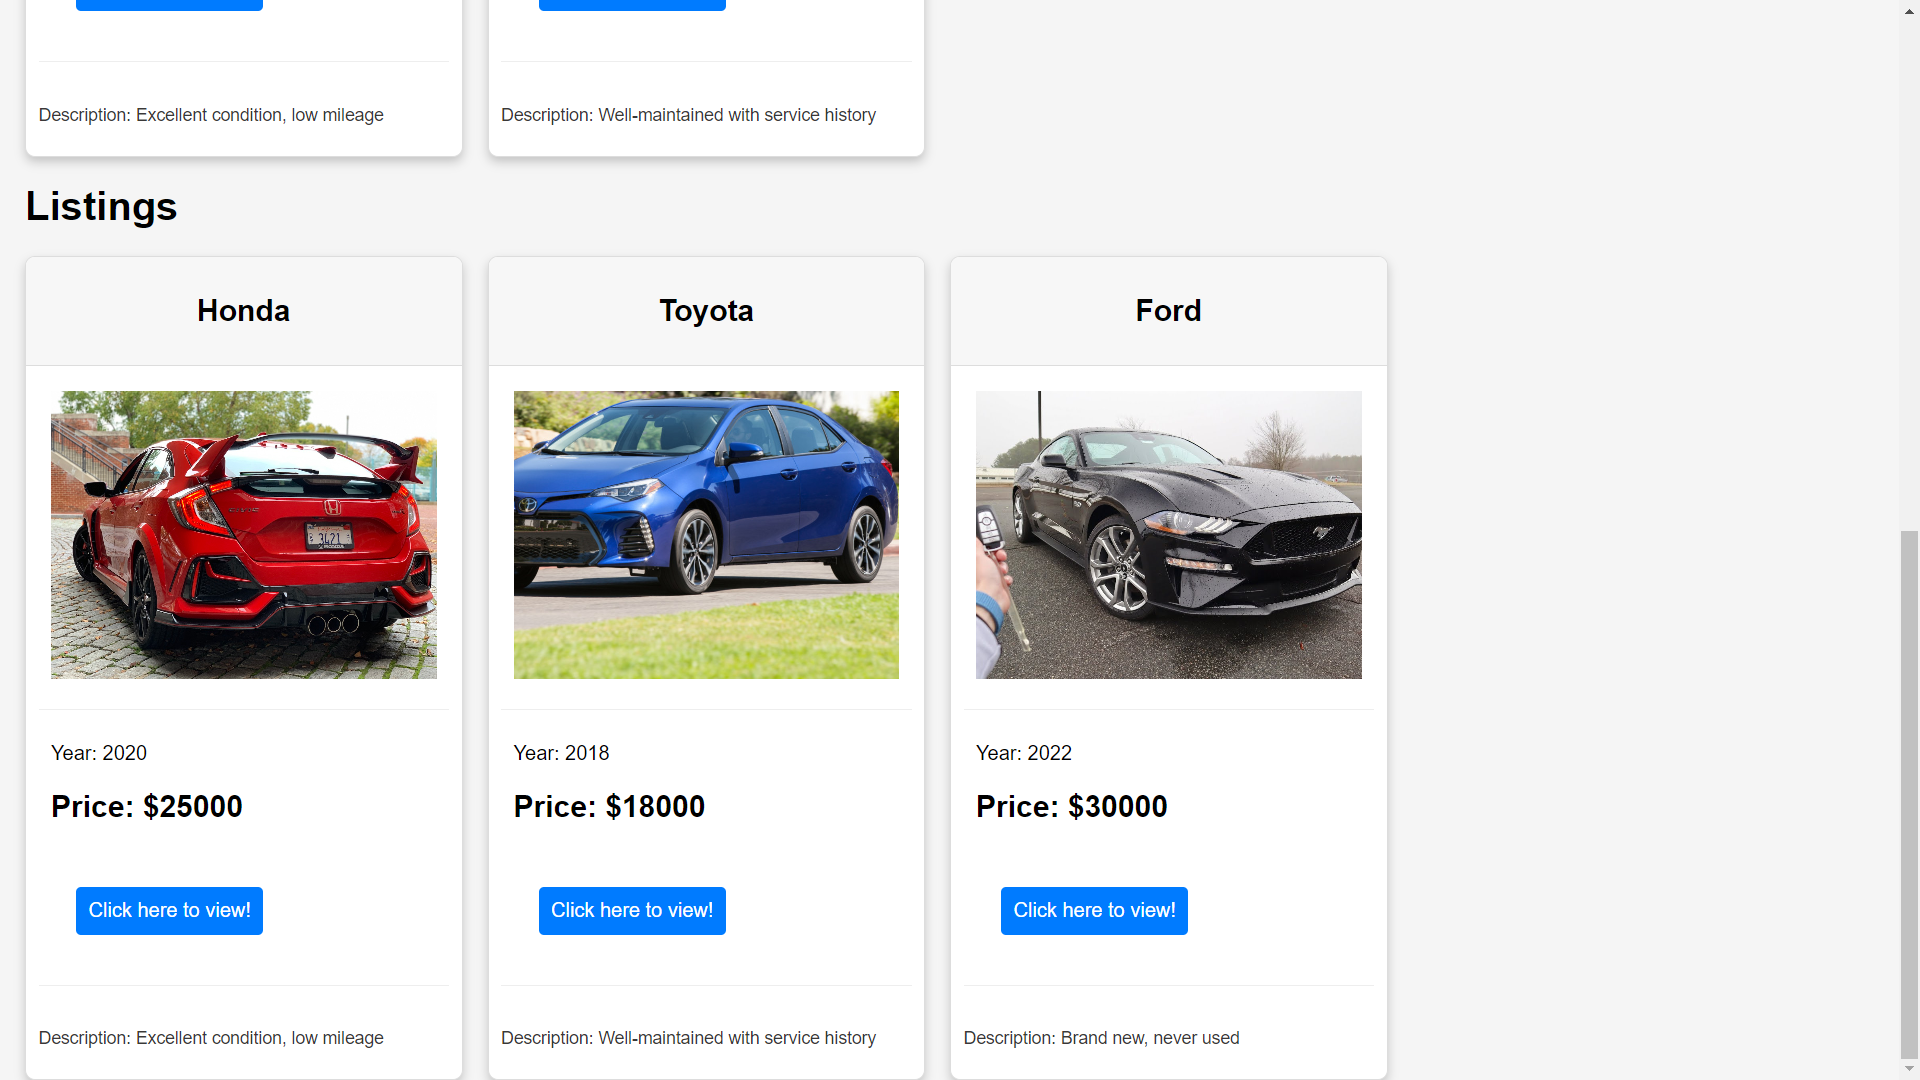 Description: Excellent condition, low mileage
Description: Well-maintained with service history
Listings
Honda
Toyota
Ford
3421
Year: 2020
Year: 2018
Year: 2022
Price: $25000
Price: $18000
Price: $30000
Click here to view!
Click here to view!
Click here to view!
Description: Excellent condition, low mileage
Description: Well-maintained with service history
Description: Brand new, never used